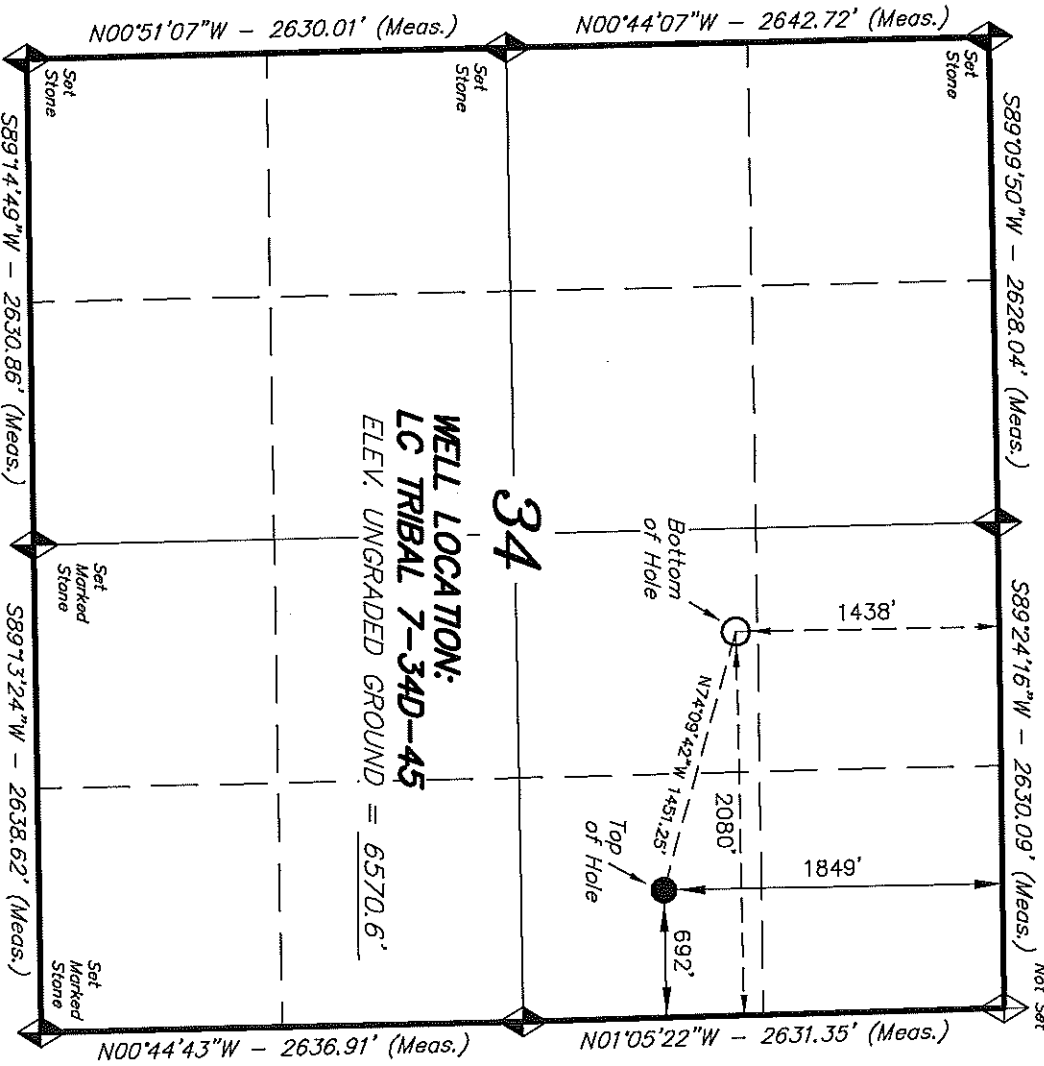 N00°51'07"W - 2630.01' (Meas.)
N00°44'07"W - 2642.72' (Meas.)
Set
Stone
Set
Stone
Set
Stone
S89°09'50"W - 2628.04' (Meas.)
S89°24'16"W - 2630.09' (Meas.)
Not Set
S89°14'49"W - 2630.86' (Meas.)
S89°13'24"W - 2638.62' (Meas.)
34
WELL LOCATION:
LC TRIBAL 7-34D-45
ELEV. UNGRADED GROUND = 6570.6'
Bottom
of Hole
1438'
N74°09'42"W 1451.25'
2080'
Top
of Hole
1849'
692'
Set
Marked
Stone
Set
Marked
Stone
N00°44'43"W - 2636.91' (Meas.)
N01°05'22"W - 2631.35' (Meas.)